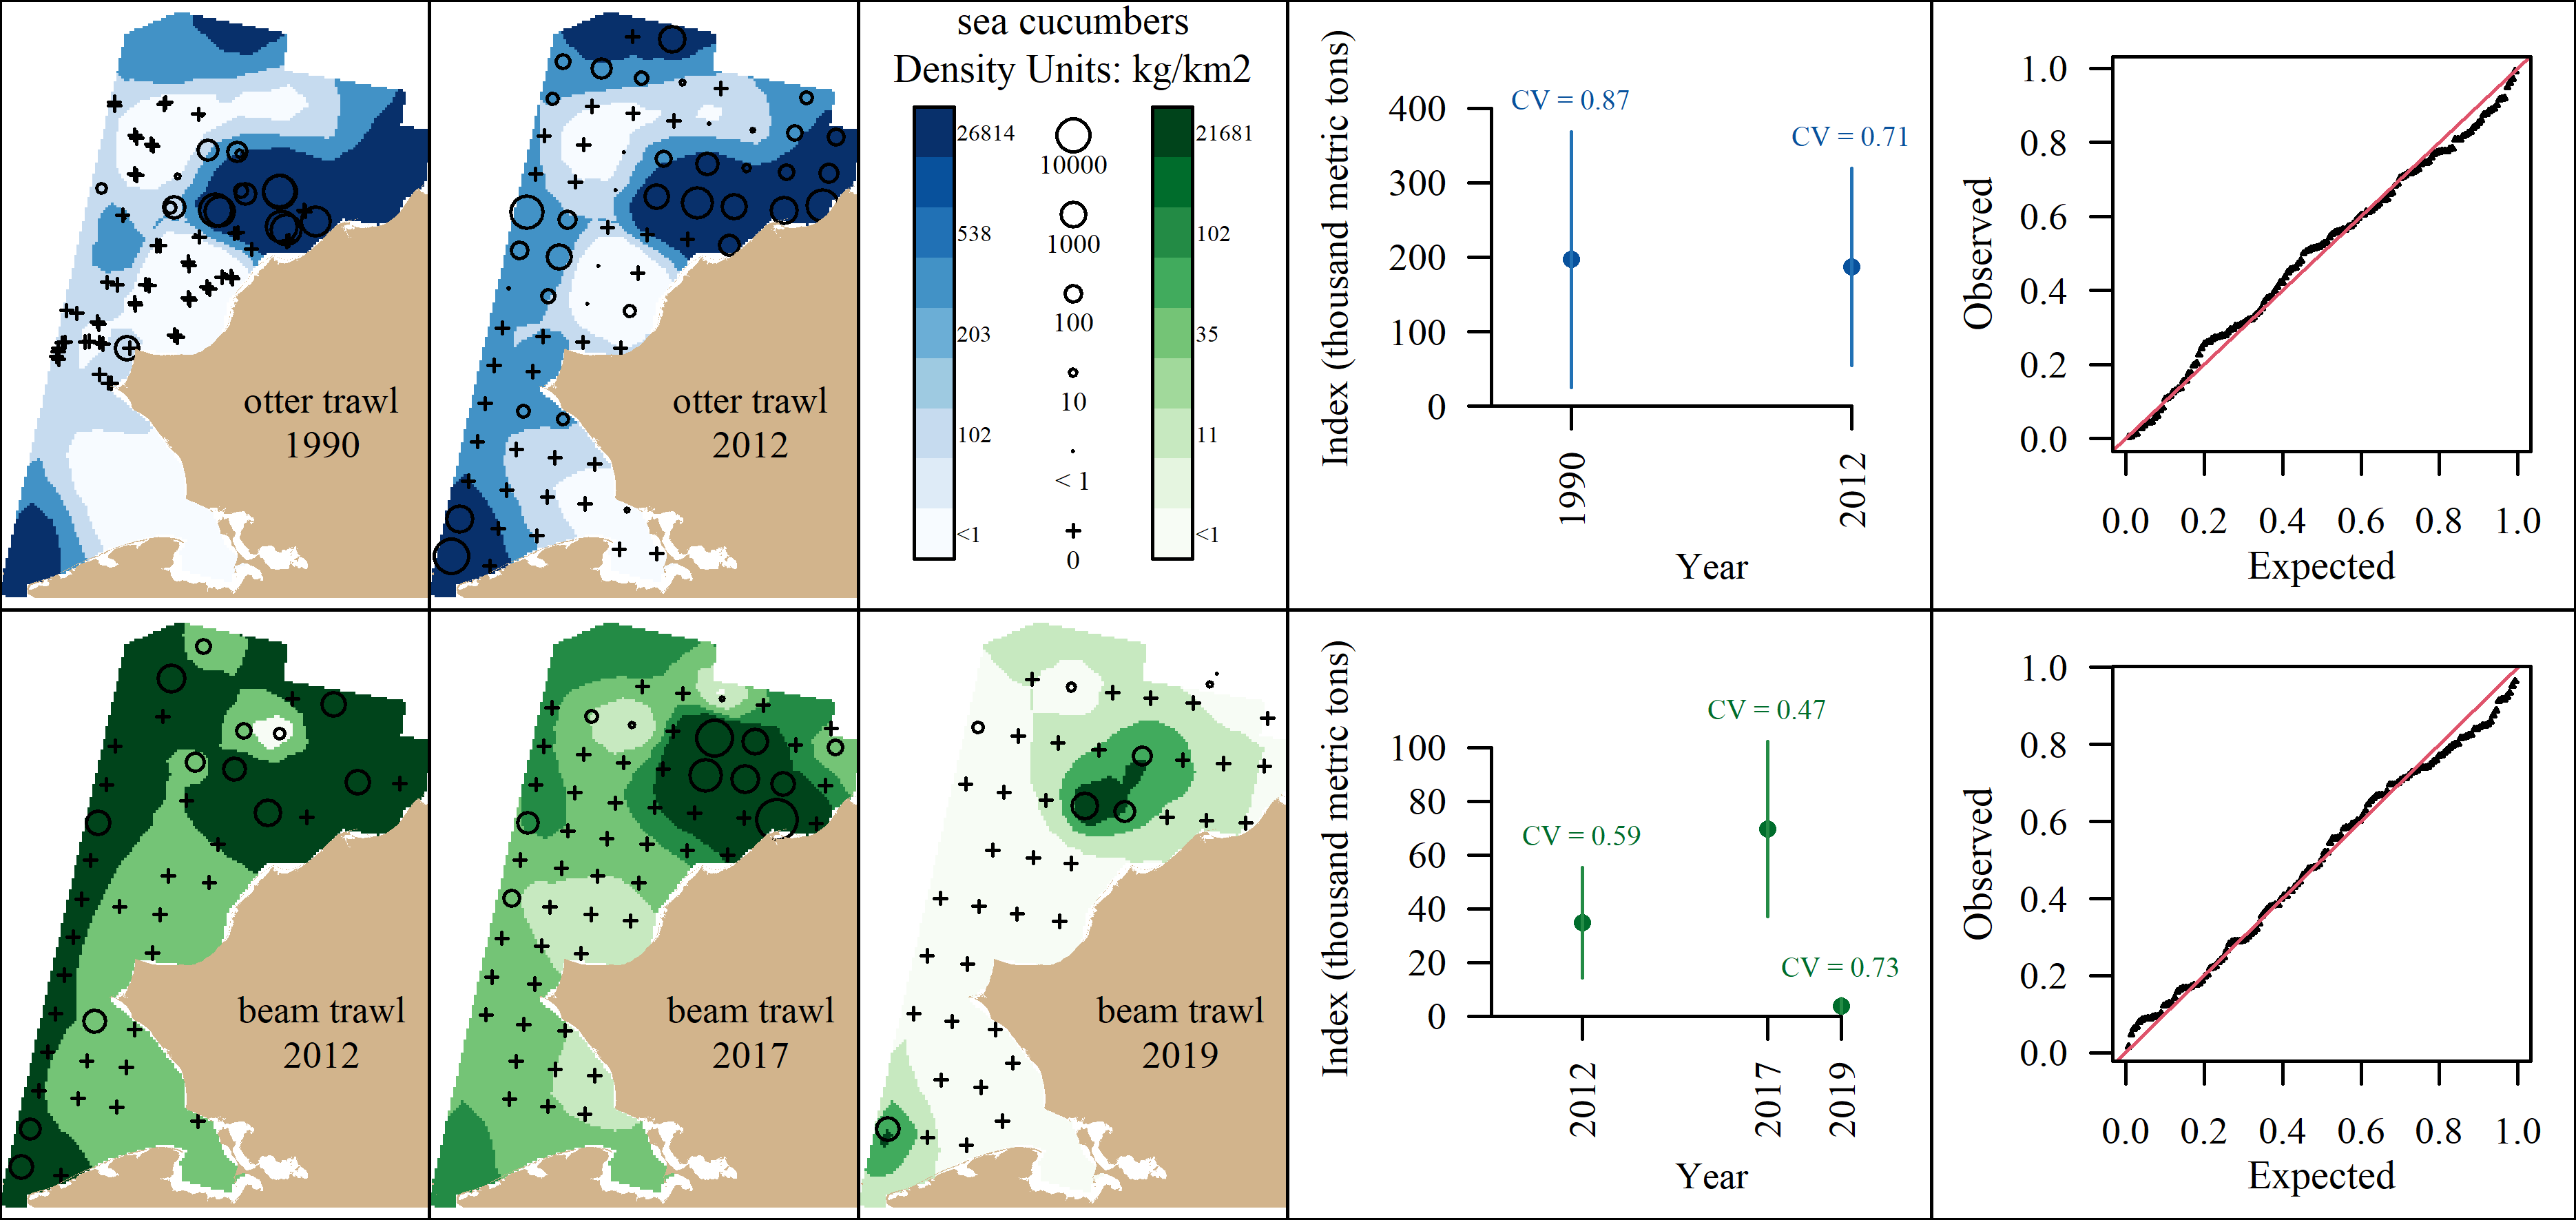 otter trawl
1990
otter trawl
2012
sea cucumbers
Density Units: kg/km2
26814
538
203
102
<1
10000
1000
100
10
< 1
0
21681
102
35
11
<1
Index (thousand metric tons)
400
300
200
100
0
CV = 0.87
CV = 0.71
1990
2012
Year
Observed
1.0
0.8
0.6
0.4
0.2
0.0
0.0 0.2 0.4 0.6 0.8 1.0
Expected
beam trawl
2012
beam trawl
2017
beam trawl
2019
Index (thousand metric tons)
100
80
60
40
20
0
CV = 0.59
CV = 0.47
CV = 0.73
2012
2017
2019
Year
Observed
1.0
0.8
0.6
0.4
0.2
0.0
0.0 0.2 0.4 0.6 0.8 1.0
Expected